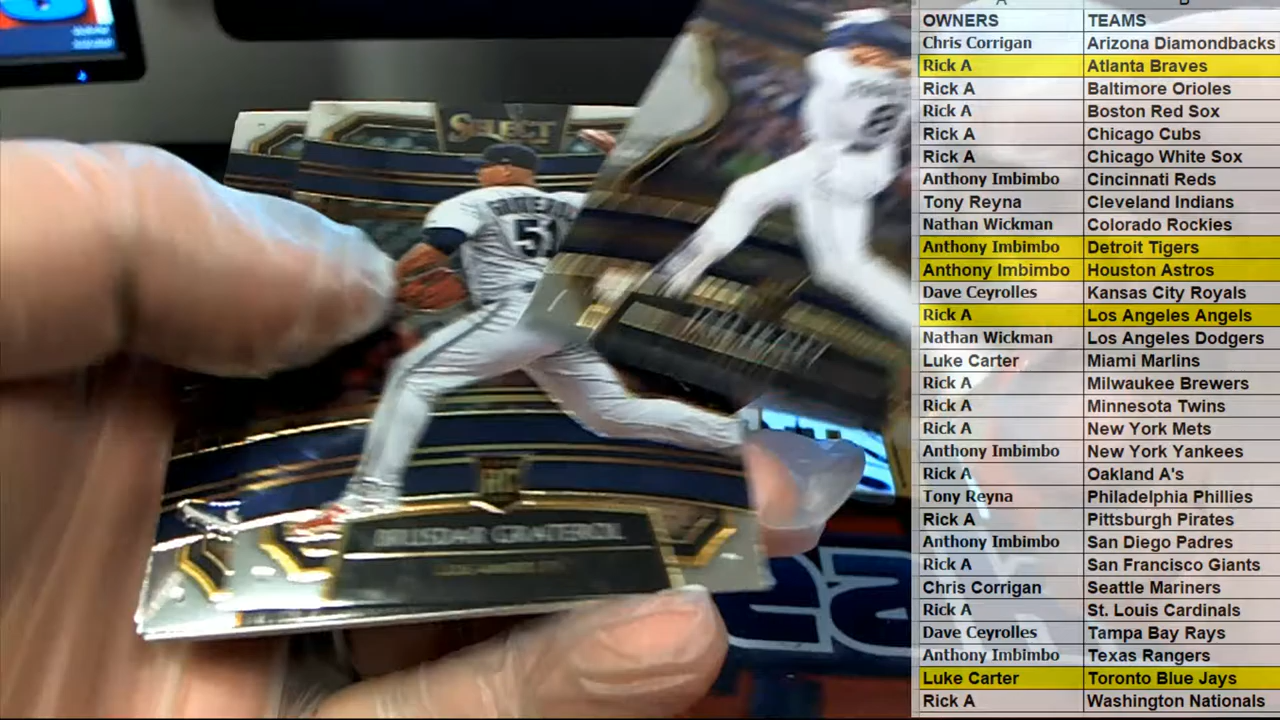 SELECT
51
8
RC
BRUSDAR GRATEROL
OWNERS TEAMS
Chris Corrigan Arizona Diamondbacks
Rick A Atlanta Braves
Rick A Baltimore Orioles
Rick A Boston Red Sox
Rick A Chicago Cubs
Rick A Chicago White Sox
Anthony Imbimbo Cincinnati Reds
Tony Reyna Cleveland Indians
Nathan Wickman Colorado Rockies
Anthony Imbimbo Detroit Tigers
Anthony Imbimbo Houston Astros
Dave Ceyrolles Kansas City Royals
Rick A Los Angeles Angels
Nathan Wickman Los Angeles Dodgers
Luke Carter Miami Marlins
Rick A Milwaukee Brewers
Rick A Minnesota Twins
Rick A New York Mets
Anthony Imbimbo New York Yankees
Rick A Oakland A's
Tony Reyna Philadelphia Phillies
Rick A Pittsburgh Pirates
Anthony Imbimbo San Diego Padres
Rick A San Francisco Giants
Chris Corrigan Seattle Mariners
Rick A St. Louis Cardinals
Dave Ceyrolles Tampa Bay Rays
Anthony Imbimbo Texas Rangers
Luke Carter Toronto Blue Jays
Rick A Washington Nationals